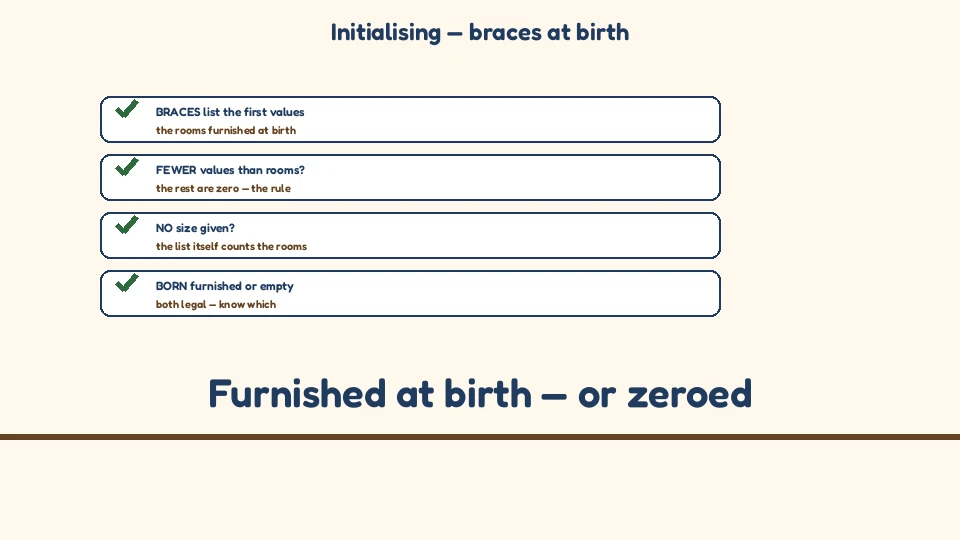 Initialising — braces at birth
BRACES list the first values
the rooms furnished at birth
FEWER values than rooms?
the rest are zero — the rule
NO size given?
the list itself counts the rooms
BORN furnished or empty
both legal — know which
Furnished at birth — or zeroed